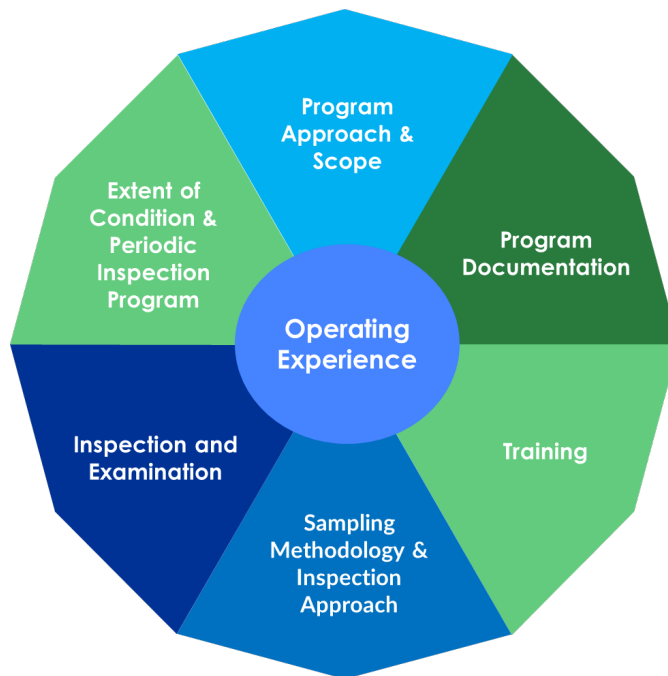 Program
Approach &
Scope
Program
Documentation
Training
Sampling
Methodology &
Inspection
Approach
Inspection and
Examination
Extent of
Condition &
Periodic
Inspection
Program
Operating
Experience